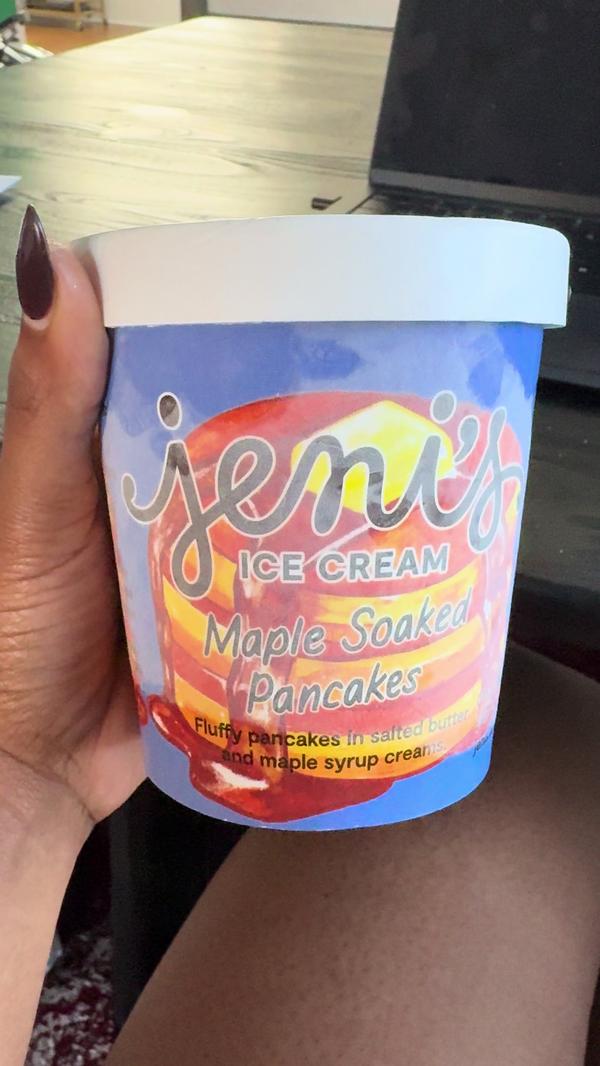 jeni's
ICE CREAM
Maple Soaked
Pancakes
Fluffy pancakes in salted butter
and maple syrup creams.